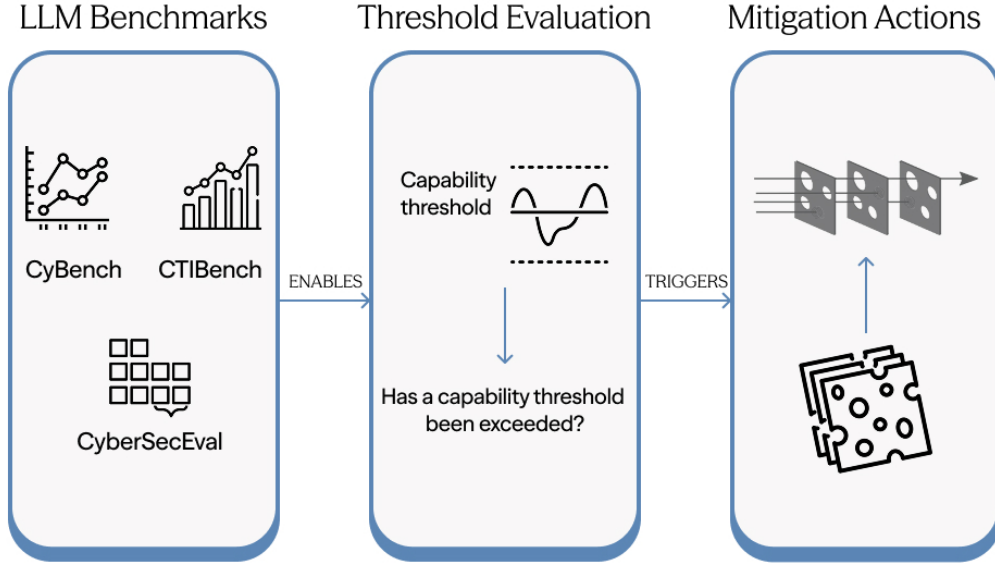 LLM Benchmarks
Threshold Evaluation
Mitigation Actions
CyBench
CTIBench
CyberSecEval
ENABLES
Capability
threshold
Has a capability threshold
been exceeded?
TRIGGERS